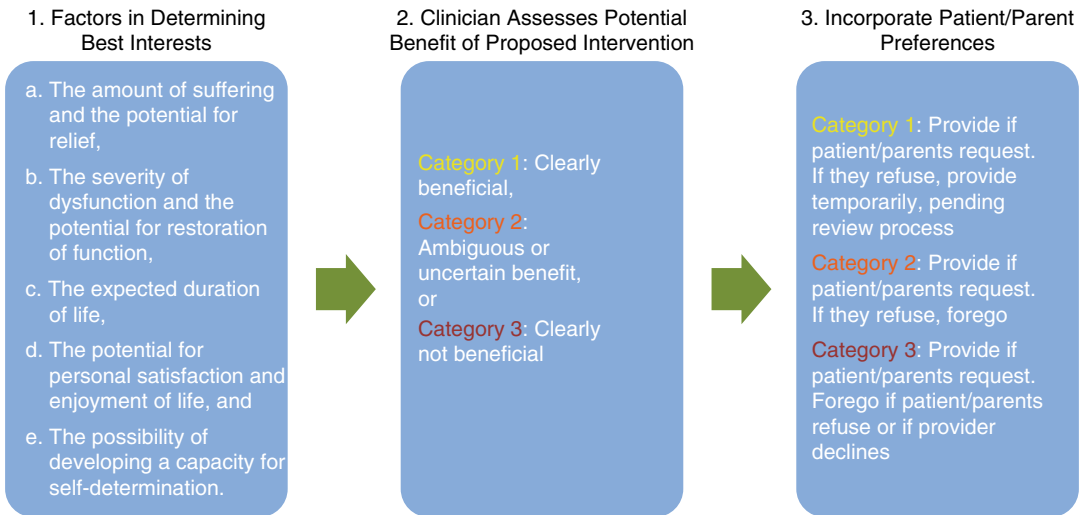 1. Factors in Determining
Best Interests
a. The amount of suffering
and the potential for
relief,
b. The severity of
dysfunction and the
potential for restoration
of function,
c. The expected duration
of life,
d. The potential for
personal satisfaction and
enjoyment of life, and
e. The possibility of
developing a capacity for
self-determination.
2. Clinician Assesses Potential
Benefit of Proposed Intervention
Category 1: Clearly
beneficial,
Category 2:
Ambiguous or
uncertain benefit,
or
Category 3: Clearly
not beneficial
3. Incorporate Patient/Parent
Preferences
Category 1: Provide if
patient/parents request.
If they refuse, provide
temporarily, pending
review process
Category 2: Provide if
patient/parents request.
If they refuse, forego
Category 3: Provide if
patient/parents request.
Forego if patient/parents
refuse or if provider
declines